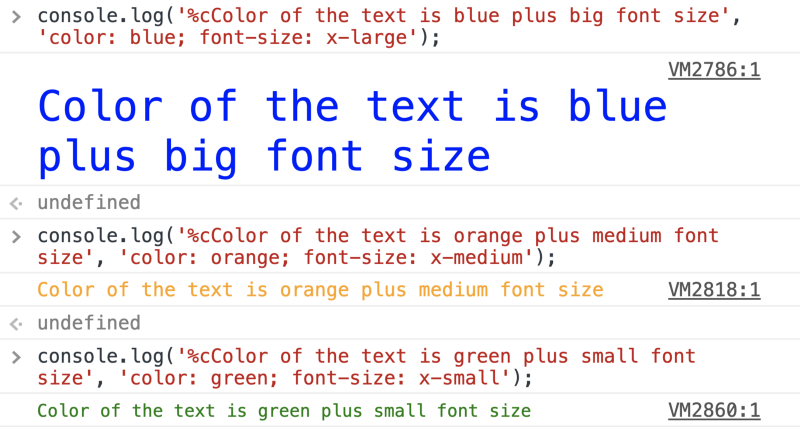 console.log('%cColor of the text is blue plus big font size',
'color: blue; font-size: x-large');
VM2786:1
Color of the text is blue
plus big font size
undefined
console.log('%cColor of the text is orange plus medium font
size', 'color: orange; font-size: x-medium');
Color of the text is orange plus medium font size VM2818:1
undefined
console.log('%cColor of the text is green plus small font
size', 'color: green; font-size: x-small');
Color of the text is green plus small font size VM2860:1